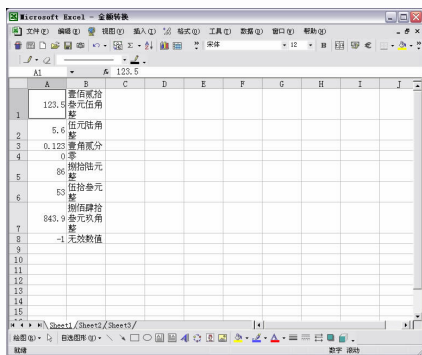 Microsoft Excel - 金额转换
文件(F) 编辑(E) 视图(V) 插入(I) 格式(O) 工具(T) 数据(D) 窗口(W) 帮助(H)
宋体 12 B
A1 fx 123.5
A B C D E F G H I J
1 123.5 壹佰贰拾
叁元伍角
整
2 5.6 伍元陆角
整
3 0.123 壹角贰分
4 0 零
5 86 捌拾陆元
整
6 53 伍拾叁元
整
7 843.9 捌佰肆拾
叁元玖角
整
8 -1 无效数值
9
10
11
12
13
14
15
Sheet1 Sheet2 Sheet3
绘图(R) 自选图形(U)
就绪 数字 滚动